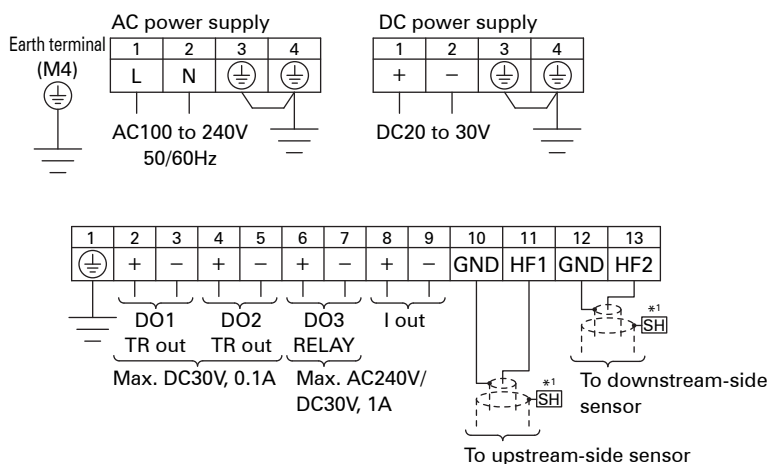 AC power supply
DC power supply
Earth terminal
(M4)
1 2 3 4
L N
AC100 to 240V
50/60Hz
1 2 3 4
+ −
DC20 to 30V
1 2 3 4 5 6 7 8 9 10 11 12 13
+ − + − + − + − GND HF1 GND HF2
DO1
TR out
DO2
TR out
DO3
RELAY
I out
Max. DC30V, 0.1A
Max. AC240V/
DC30V, 1A
*1
SH
To downstream-side
sensor
*1
SH
To upstream-side sensor